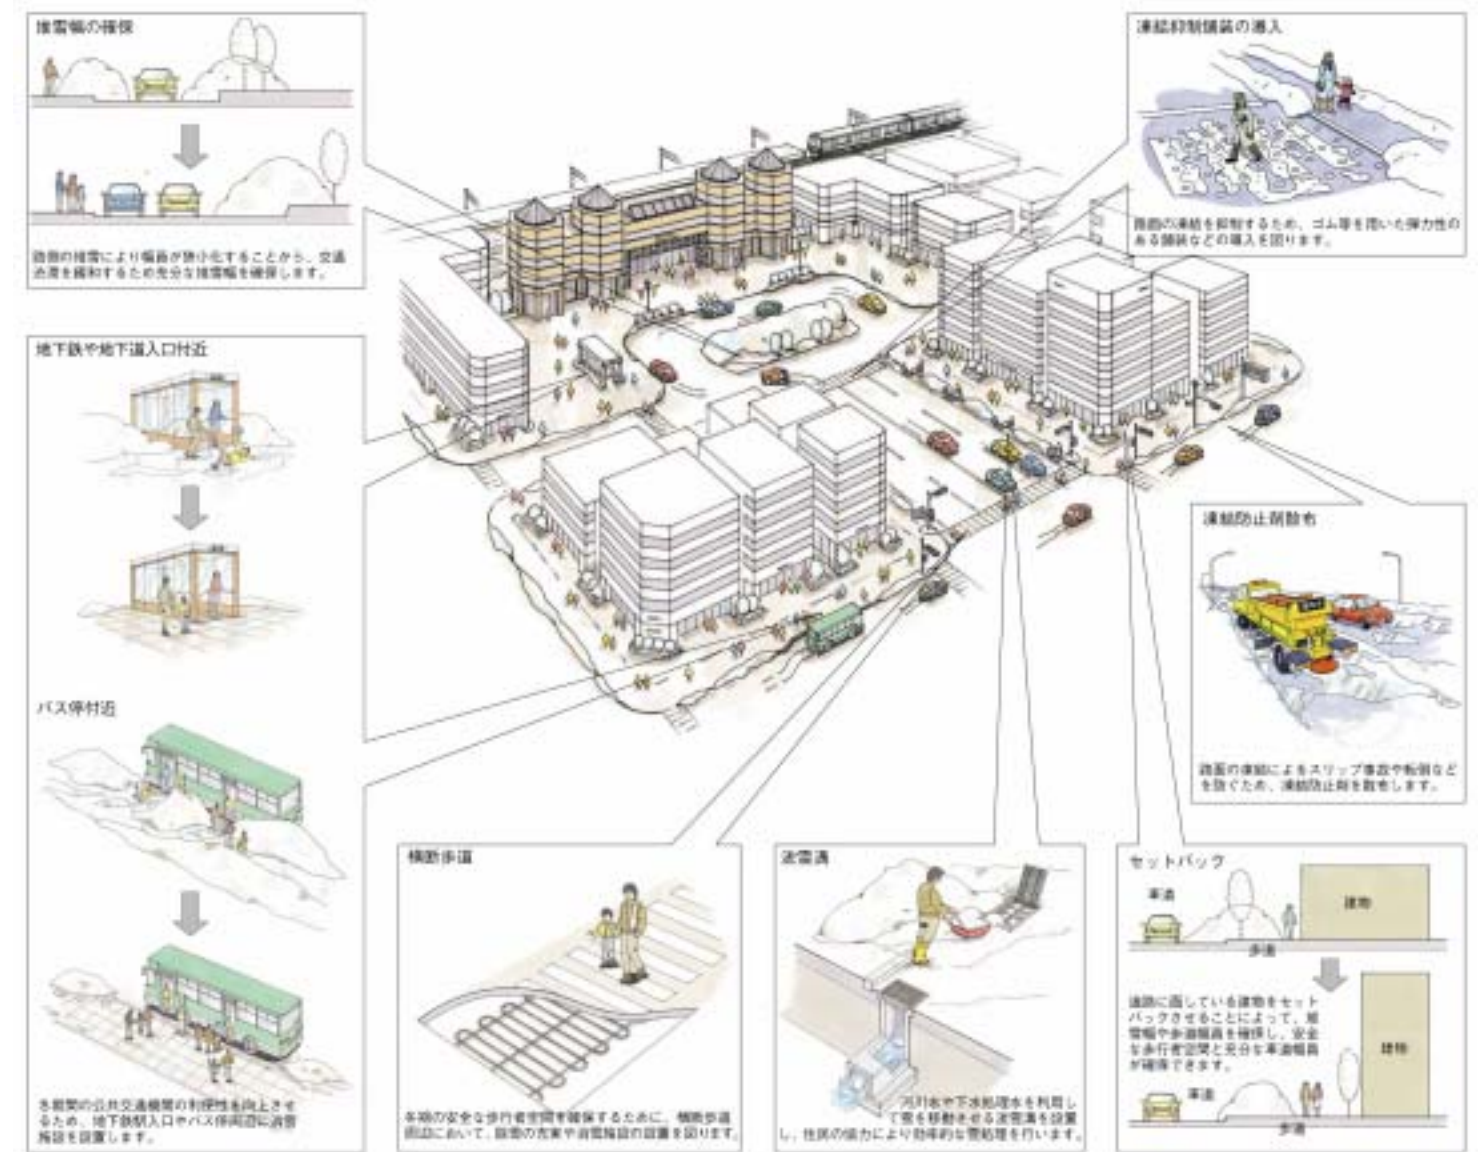 堆雪幅の確保
路側の堆雪により幅員が狭小化することから、交通
渋滞を緩和するため充分な堆雪幅を確保します。
地下鉄や地下道入口付近
バス停付近
冬期間の公共交通機関の利便性を向上させ
るため、地下鉄駅入口やバス停周辺に消雪
施設を設置します。
横断歩道
冬期の安全な歩行者空間を確保するために、横断歩道
周辺において、除雪の充実や消雪施設の設置を図ります。
流雪溝
河川水や下水処理水を利用し
て雪を移動させる流雪溝を設置
し、住民の協力により効率的な雪処理を行います。
凍結抑制舗装の導入
路面の凍結を抑制するため、ゴム等を用いた弾力性の
ある舗装などの導入を図ります。
凍結防止剤散布
路面の凍結によるスリップ事故や転倒など
を防ぐため、凍結防止剤を散布します。
セットバック
車道
建物
歩道
道路に面している建物をセット
バックさせることによって、堆
雪幅や歩道幅員を確保し、安全
な歩行者空間と充分な車道幅員
が確保できます。
建物
車道
歩道